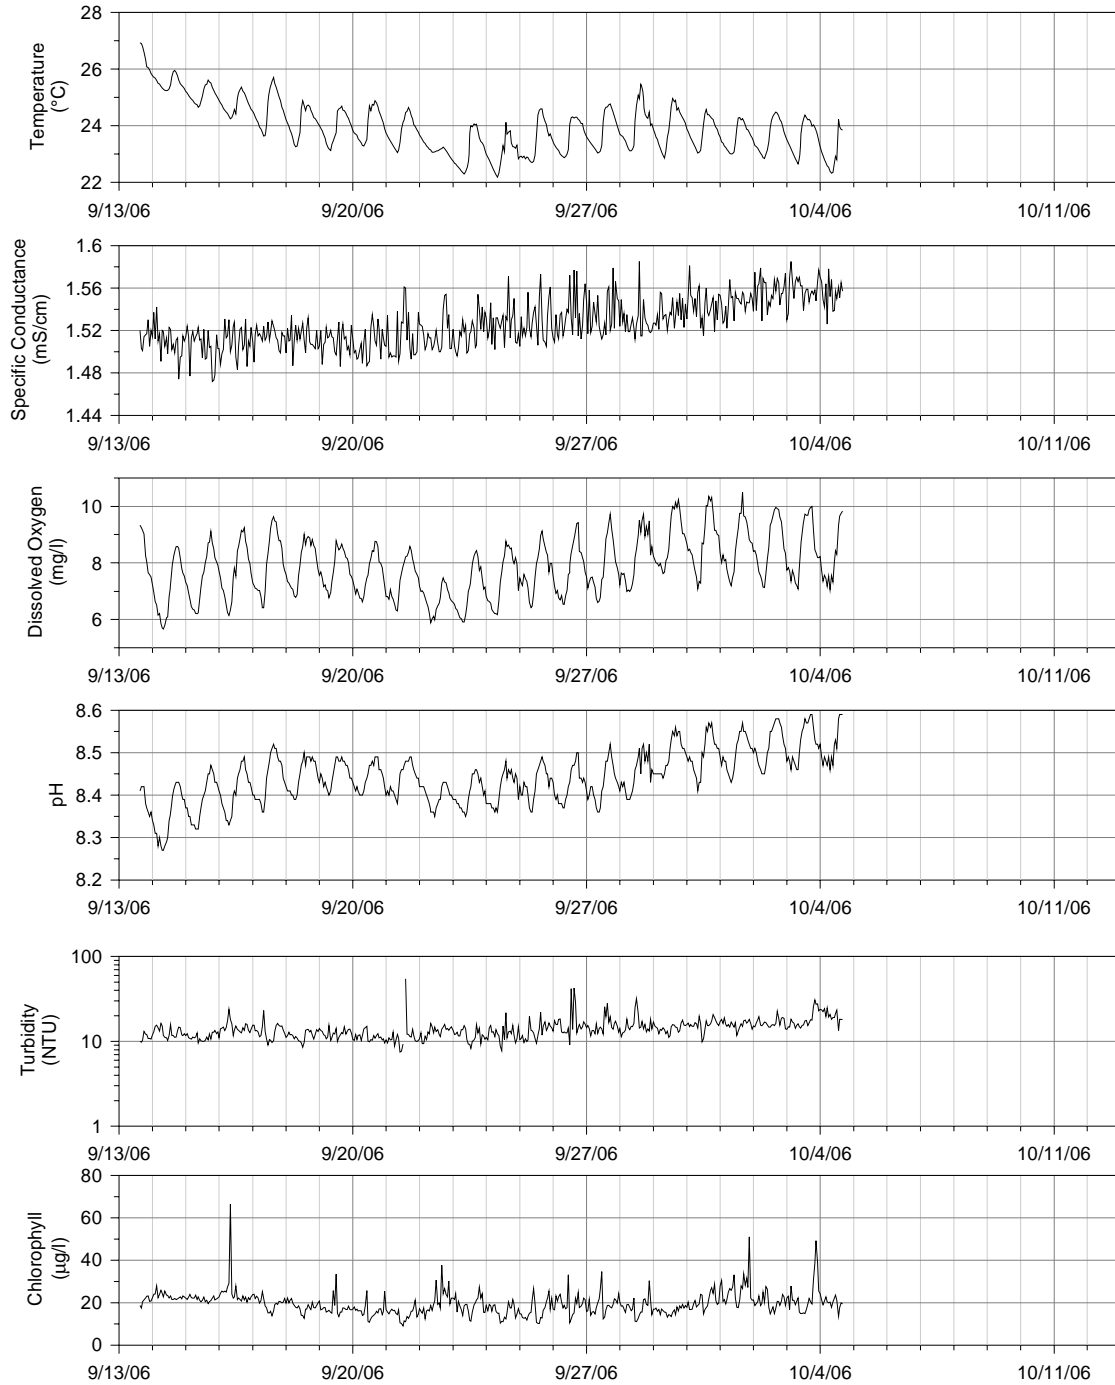 Temperature
(°C)
28
26
24
22
9/13/06 9/20/06 9/27/06 10/4/06 10/11/06
Specific Conductance
(mS/cm)
1.6
1.56
1.52
1.48
1.44
9/13/06 9/20/06 9/27/06 10/4/06 10/11/06
Dissolved Oxygen
(mg/l)
10
8
6
9/13/06 9/20/06 9/27/06 10/4/06 10/11/06
pH
8.6
8.5
8.4
8.3
8.2
9/13/06 9/20/06 9/27/06 10/4/06 10/11/06
Turbidity
(NTU)
100
10
1
9/13/06 9/20/06 9/27/06 10/4/06 10/11/06
Chlorophyll
(µg/l)
80
60
40
20
0
9/13/06 9/20/06 9/27/06 10/4/06 10/11/06